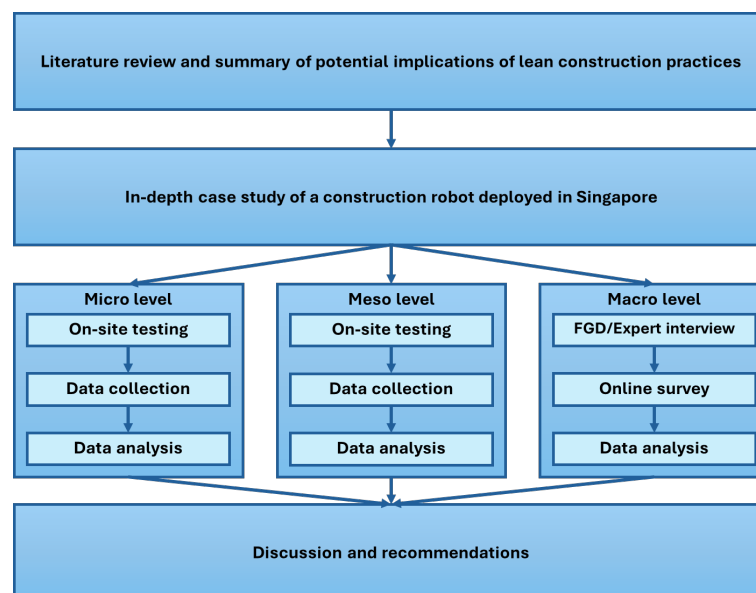 Literature review and summary of potential implications of lean construction practices
In-depth case study of a construction robot deployed in Singapore
Micro level
On-site testing
Data collection
Data analysis
Meso level
On-site testing
Data collection
Data analysis
Macro level
FGD/Expert interview
Online survey
Data analysis
Discussion and recommendations